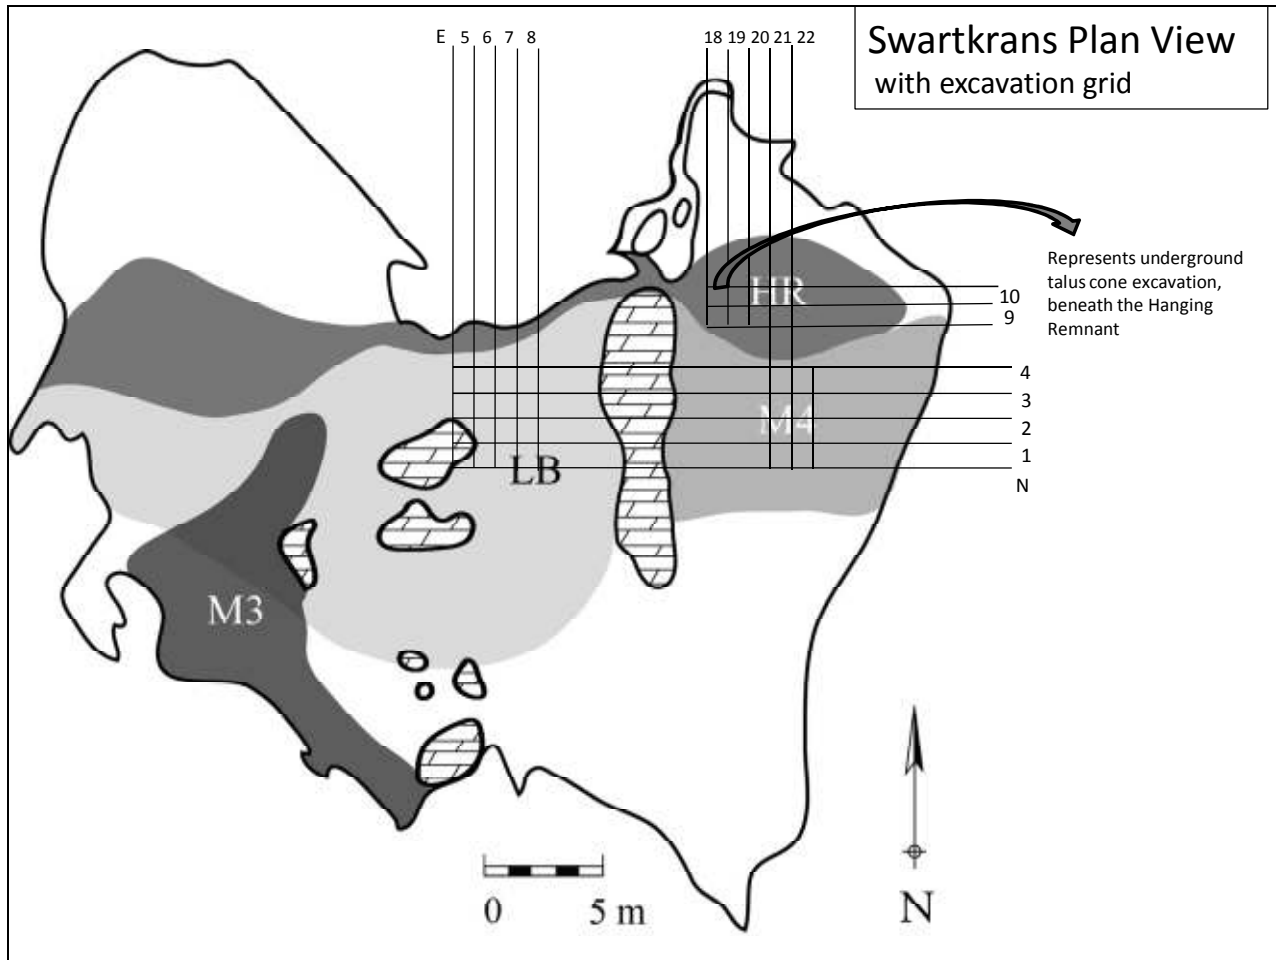 Swartkrans Plan View
with excavation grid
E 5 6 7 8 18 19 20 21 22
Represents underground
talus cone excavation,
beneath the Hanging
Remnant
HR
10
9
4
3
M4
2
1
LB
N
M3
0 5 m
N